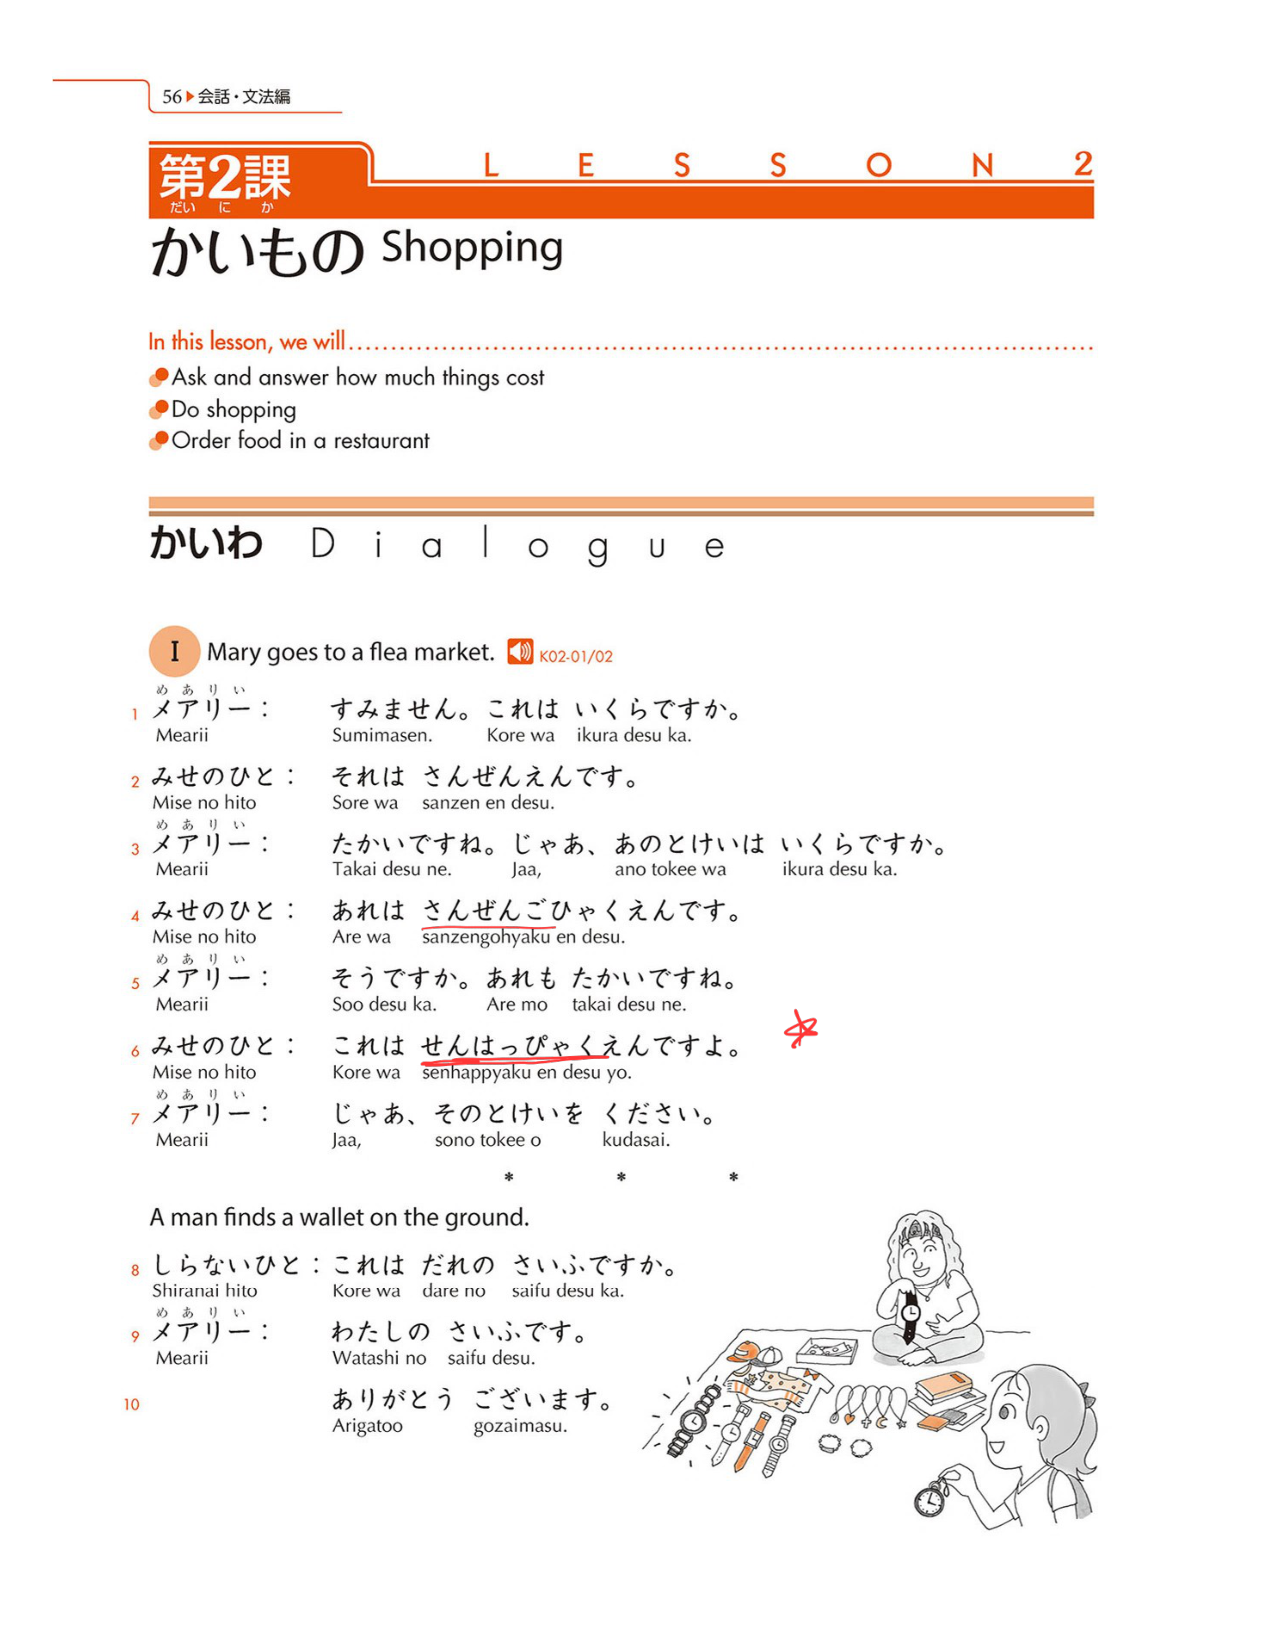 56▶会話・文法編
第2課
だい に か
LESSON 2
かいもの Shopping
In this lesson, we will
Ask and answer how much things cost
Do shopping
Order food in a restaurant
かいわ Dialogue
I Mary goes to a flea market. K02-01/02
めありい
1 メアリー： すみません。これは いくらですか。
Mearii Sumimasen. Kore wa ikura desu ka.
2 みせのひと： それは さんぜんえんです。
Mise no hito Sore wa sanzen en desu.
めありい
3 メアリー： たかいですね。じゃあ、あのとけいは いくらですか。
Mearii Takai desu ne. Jaa, ano tokee wa ikura desu ka.
4 みせのひと： あれは さんぜんごひゃくえんです。
Mise no hito Are wa sanzengohyaku en desu.
めありい
5 メアリー： そうですか。あれも たかいですね。
Mearii Soo desu ka. Are mo takai desu ne.
6 みせのひと： これは せんはっぴゃくえんですよ。
Mise no hito Kore wa senhappyaku en desu yo.
めありい
7 メアリー： じゃあ、そのとけいを ください。
Mearii Jaa, sono tokee o kudasai.
* * *
A man finds a wallet on the ground.
8 しらないひと： これは だれの さいふですか。
Shiranai hito Kore wa dare no saifu desu ka.
めありい
9 メアリー： わたしの さいふです。
Mearii Watashi no saifu desu.
10 ありがとう ございます。
Arigatoo gozaimasu.